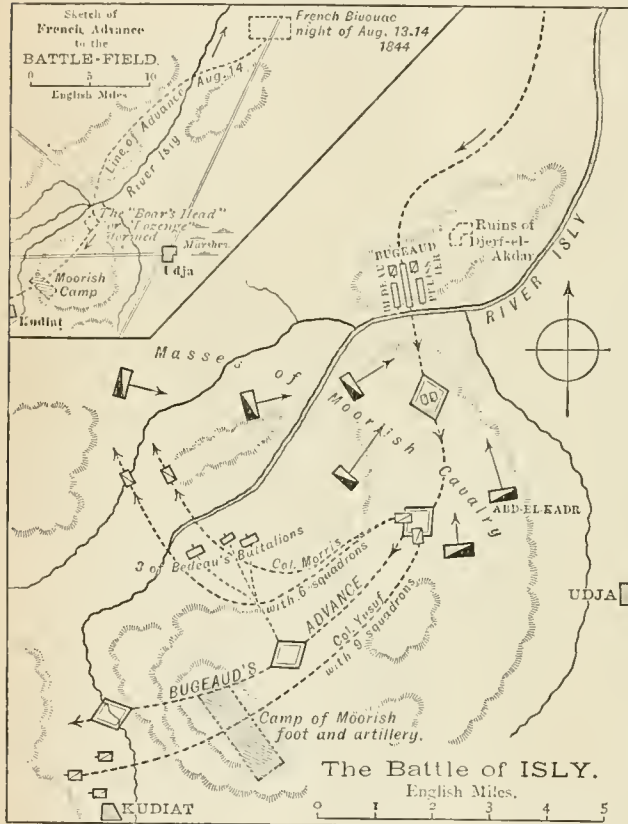 Sketch of
French Advance
to the
BATTLE-FIELD.
0 5 10
English Miles
French Bivouac
night of Aug. 13.14
1844
Line of Advance Aug. 14
River Isly
The "Boar's Head"
or "Lozenge"
formed
Marshes
Udja
Moorish
Camp
Kudiat
Ruins of
Djerf-el-
Akdar
BUGEAUD
BEDEAU
PELISSIER
RIVER ISLY
Masses of Moorish Cavalry
ABD-EL-KADR
UDJA
3 of Bedeau's Battalions
Col. Morris
with 6 squadrons
Col. Yusuf
with 9 squadrons
BUGEAUD'S ADVANCE
Camp of Moorish
foot and artillery.
KUDIAT
The Battle of ISLY.
English Miles.
0 1 2 3 4 5